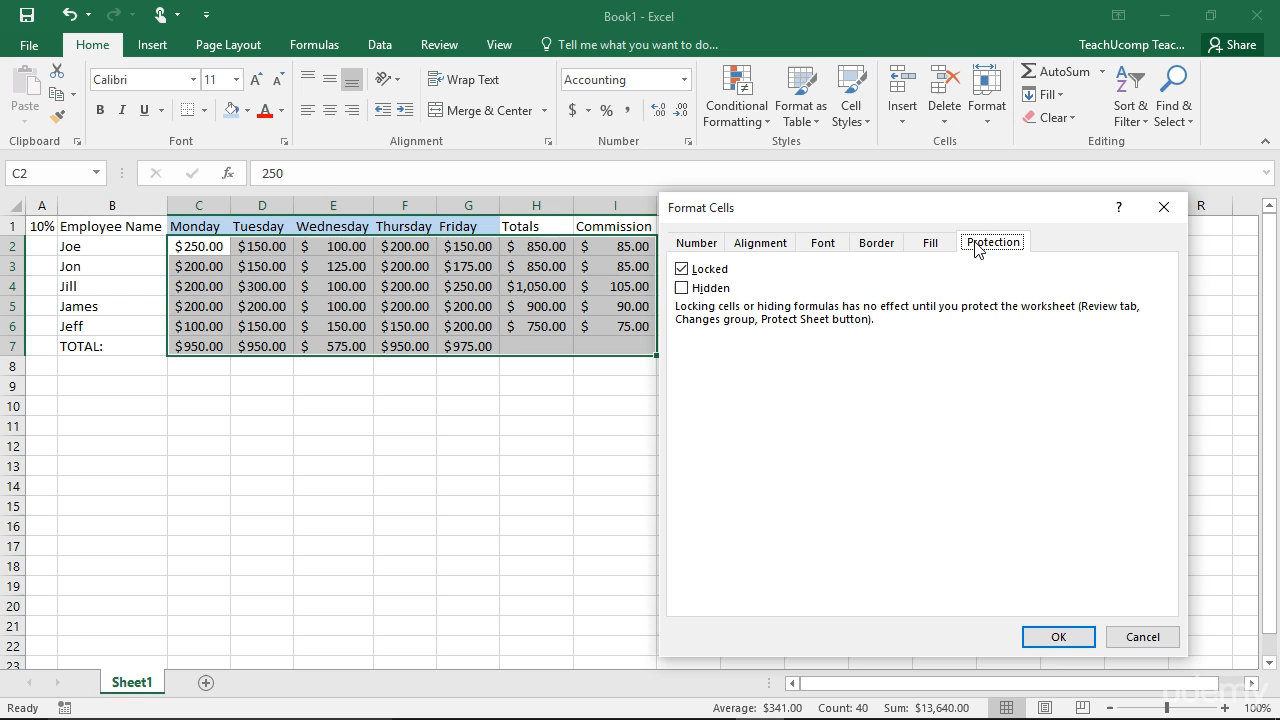 Book1 - Excel
File Home Insert Page Layout Formulas Data Review View Tell me what you want to do... TeachUcomp Teac... Share
Paste
Calibri 11
B I U A
Wrap Text
Merge & Center
Accounting
$ % ,
Conditional Formatting
Format as Table
Cell Styles
Insert Delete Format
AutoSum
Fill
Clear
Sort & Filter
Find & Select
Clipboard Font Alignment Number Styles Cells Editing
C2 fx 250
A B C D E F G H I R
1 10% Employee Name Monday Tuesday Wednesday Thursday Friday Totals Commission
2 Joe $250.00 $150.00 $ 100.00 $200.00 $150.00 $ 850.00 $ 85.00
3 Jon $200.00 $150.00 $ 125.00 $200.00 $175.00 $ 850.00 $ 85.00
4 Jill $200.00 $300.00 $ 100.00 $200.00 $250.00 $1,050.00 $ 105.00
5 James $200.00 $200.00 $ 100.00 $200.00 $200.00 $ 900.00 $ 90.00
6 Jeff $100.00 $150.00 $ 150.00 $150.00 $200.00 $ 750.00 $ 75.00
7 TOTAL: $950.00 $950.00 $ 575.00 $950.00 $975.00
8
9
10
11
12
13
14
15
16
17
18
19
20
21
22
23
Format Cells ?
Number Alignment Font Border Fill Protection
Locked
Hidden
Locking cells or hiding formulas has no effect until you protect the worksheet (Review tab,
Changes group, Protect Sheet button).
OK Cancel
Sheet1
udemy
Ready Average: $341.00 Count: 40 Sum: $13,640.00 100%